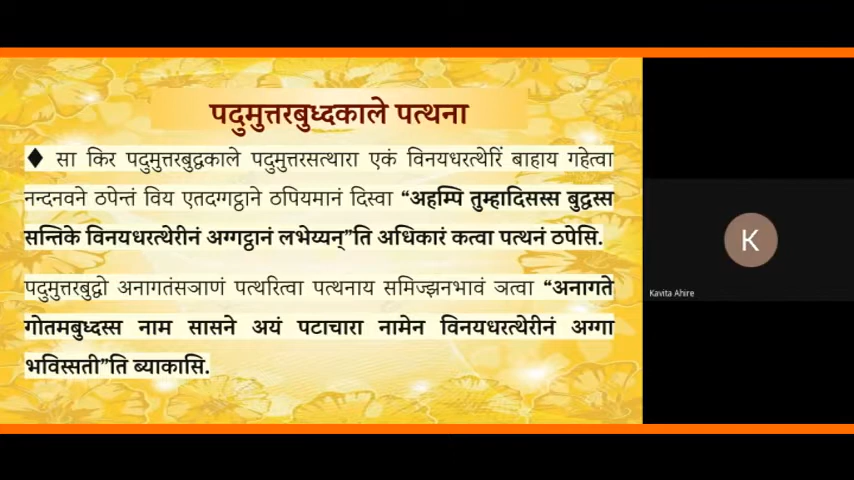 पदुमुत्तरबुध्दकाले पत्थना
♦ सा किर पदुमुत्तरबुद्धकाले पदुमुत्तरसत्थारा एकं विनयधरत्थेरिं बाहाय गहेत्वा
नन्दनवने ठपेन्तं विय एतदग्गट्ठाने ठपियमानं दिस्वा “अहम्पि तुम्हादिसस्स बुद्धस्स
सन्तिके विनयधरत्थेरीनं अग्गट्ठानं लभेय्यन्”ति अधिकारं कत्वा पत्थनं ठपेसि.
पदुमुत्तरबुद्धो अनागतंसञाणं पत्थरित्वा पत्थनाय समिज्झनभावं ञत्वा “अनागते
गोतमबुध्दस्स नाम सासने अयं पटाचारा नामेन विनयधरत्थेरीनं अग्गा
भविस्सती”ति ब्याकासि.
K
Kavita Ahire